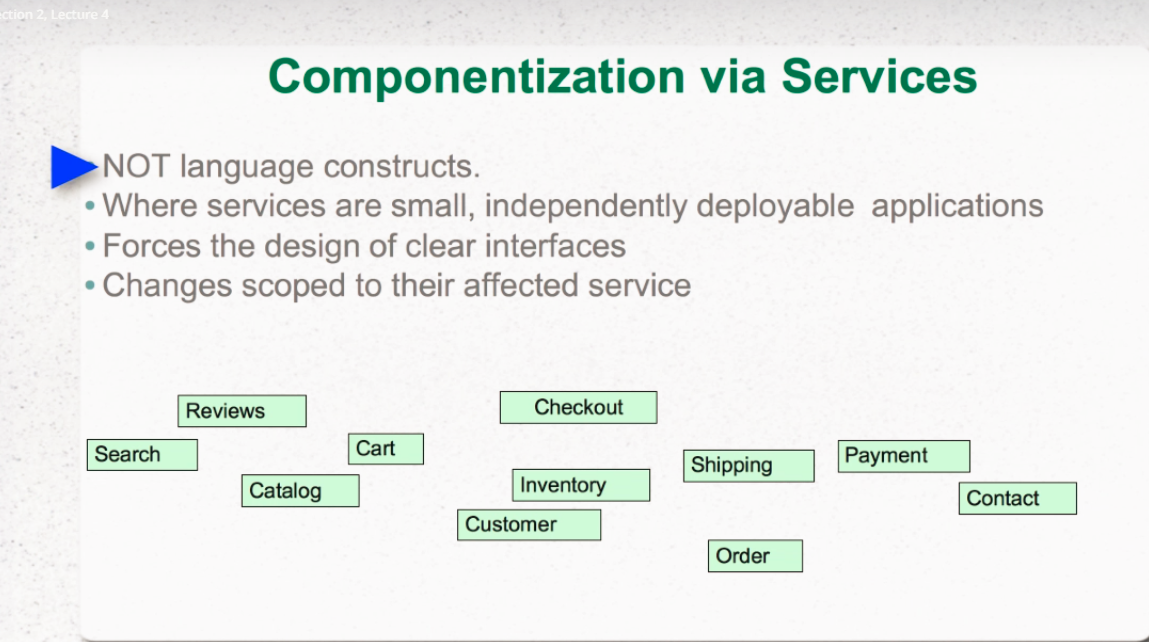 ction 2, Lecture 4
Componentization via Services
NOT language constructs.
• Where services are small, independently deployable applications
• Forces the design of clear interfaces
• Changes scoped to their affected service
Reviews
Checkout
Search
Cart
Shipping
Payment
Catalog
Inventory
Contact
Customer
Order